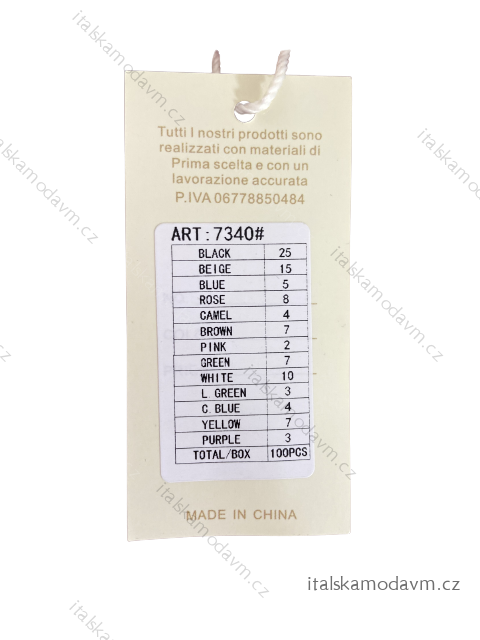 Tutti I nostri prodotti sono
realizzati con materiali di
Prima scelta e con un
lavorazione accurata
P.IVA 06778850484
ART:7340#
BLACK 25
BEIGE 15
BLUE 5
ROSE 8
CAMEL 4
BROWN 7
PINK 2
GREEN 7
WHITE 10
L.GREEN 3
C.BLUE 4
YELLOW 7
PURPLE 3
TOTAL/BOX 100PCS
MADE IN CHINA
italskamodavm.cz